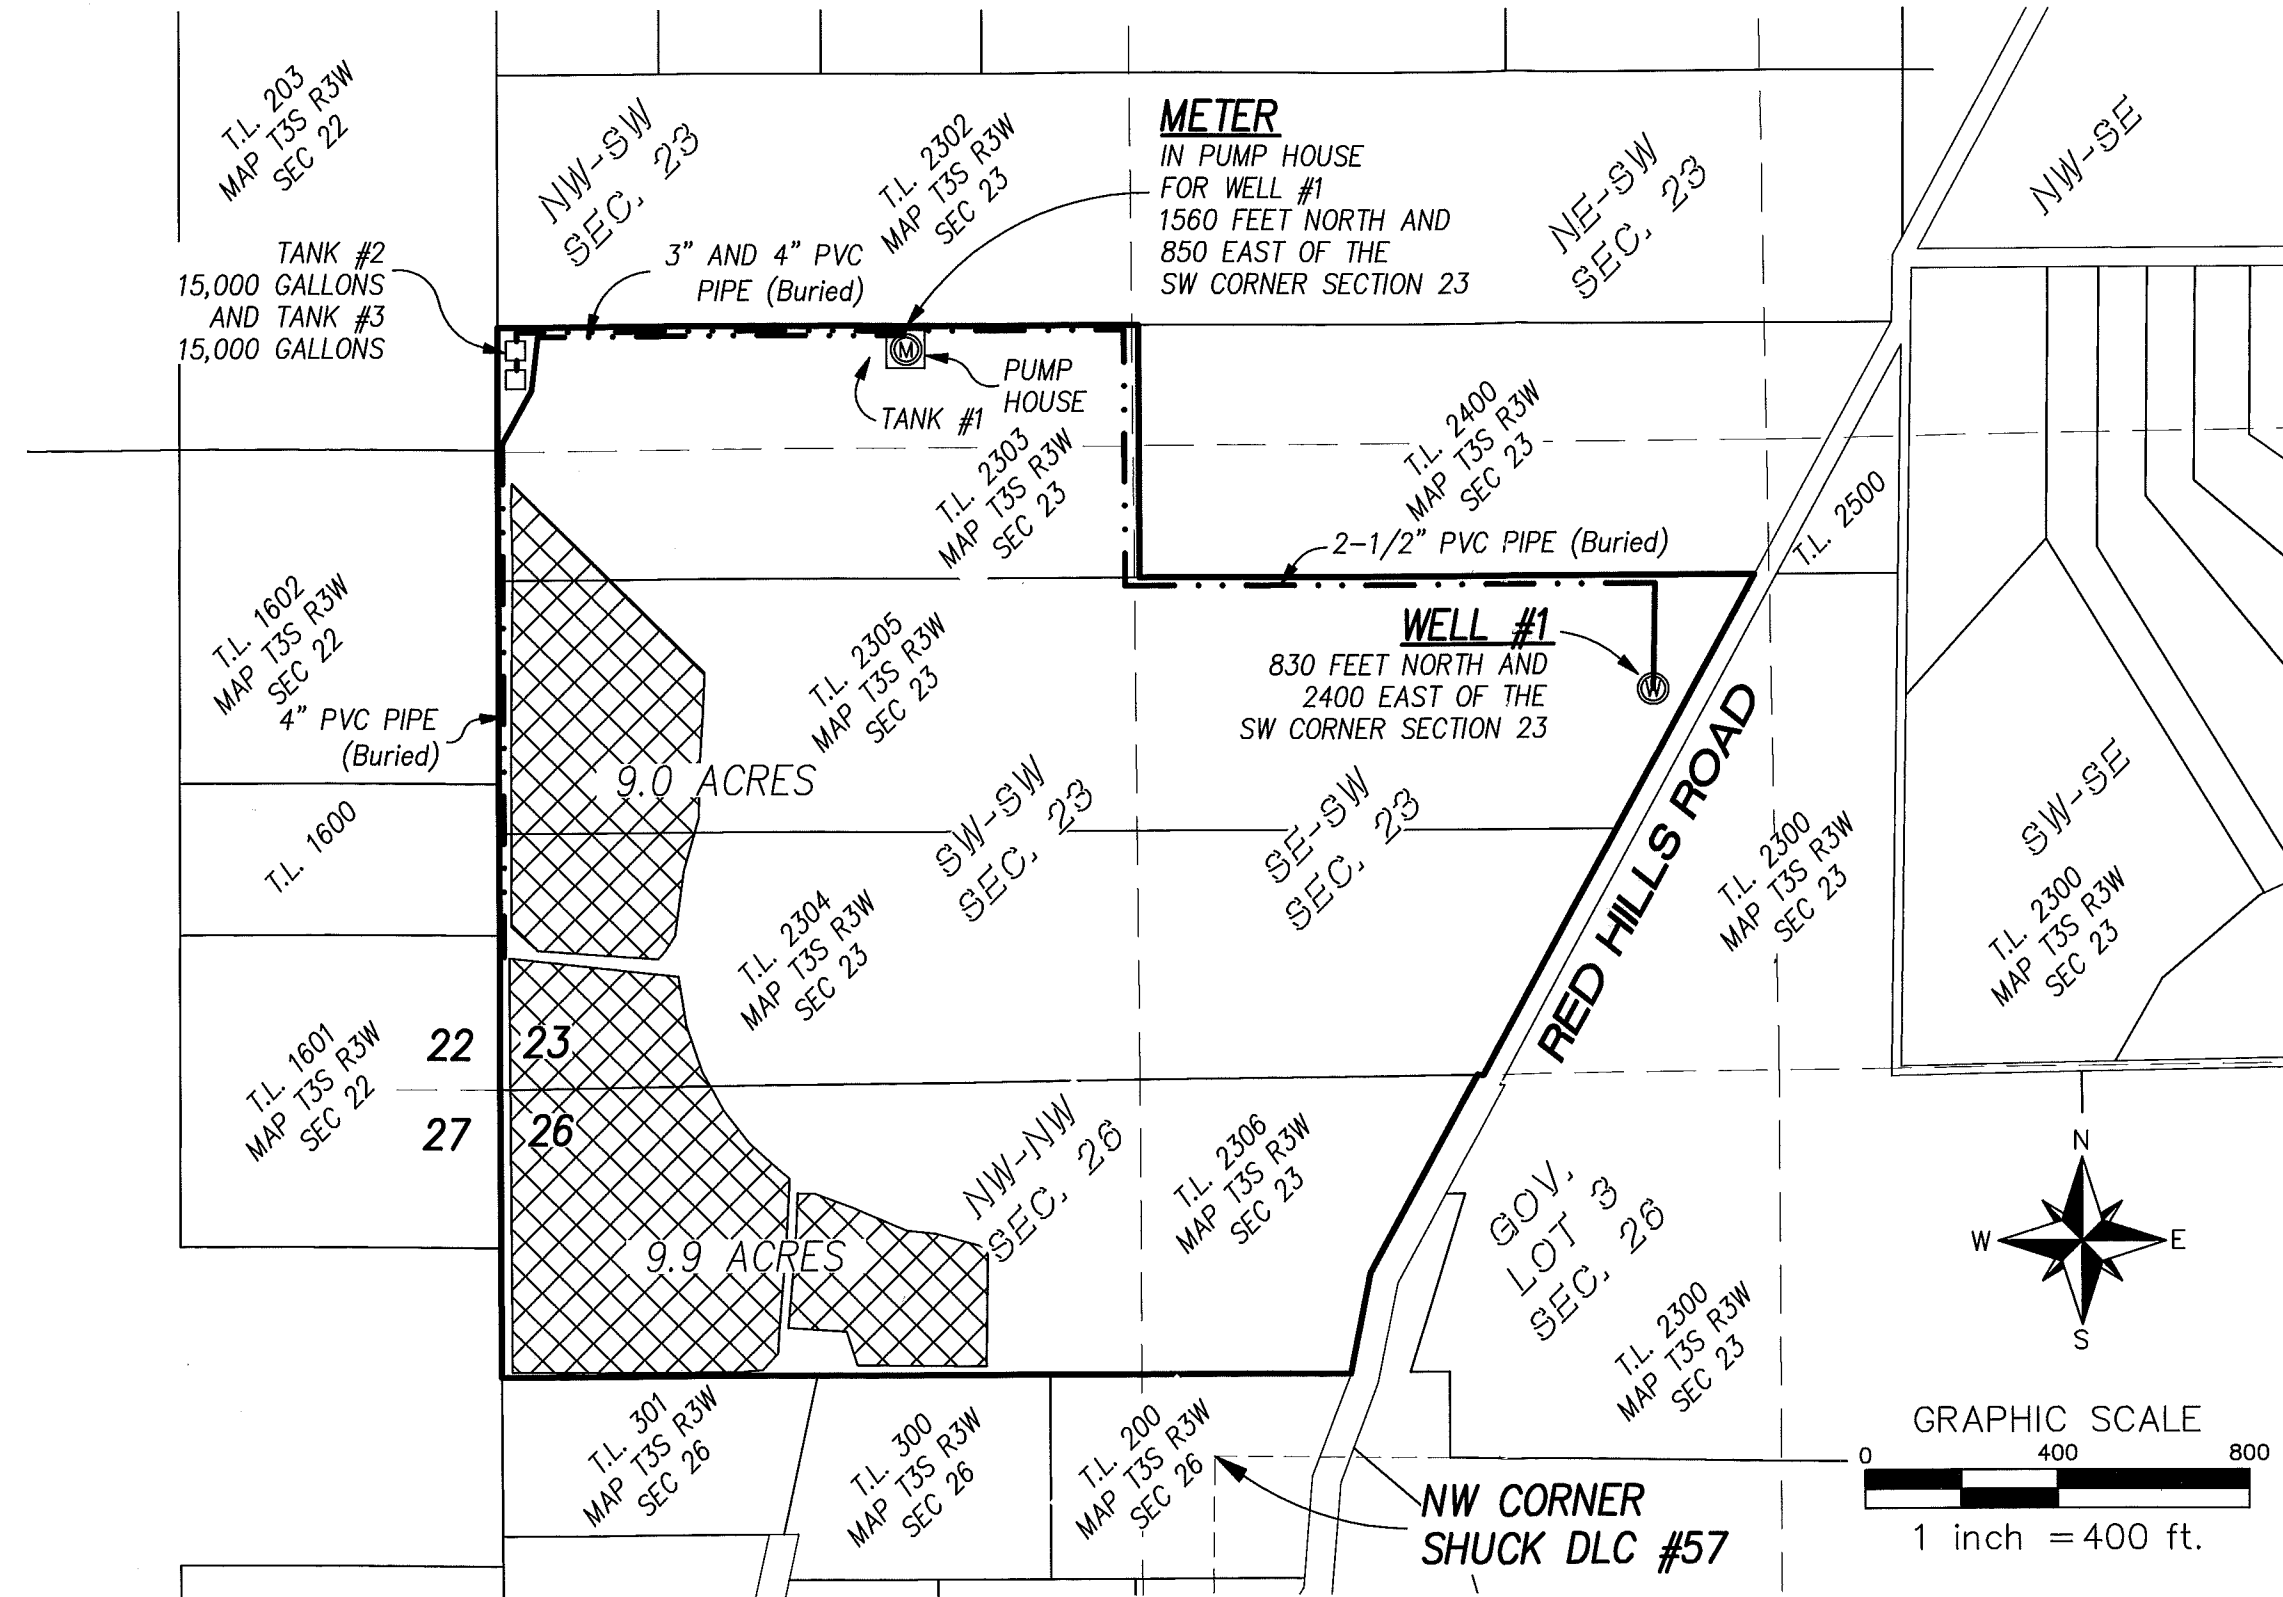 T.L. 203
MAP T3S R3W
SEC 22
NW-SW
SEC. 23
T.L. 2302
MAP T3S R3W
SEC 23
METER
IN PUMP HOUSE
FOR WELL #1
1560 FEET NORTH AND
850 EAST OF THE
SW CORNER SECTION 23
NE-SW
SEC. 23
NW-SE
TANK #2
15,000 GALLONS
AND TANK #3
15,000 GALLONS
3" AND 4" PVC
PIPE (Buried)
M
PUMP
HOUSE
TANK #1
T.L. 2303
MAP T3S R3W
SEC 23
T.L. 2400
MAP T3S R3W
SEC 23
T.L. 2500
2-1/2" PVC PIPE (Buried)
T.L. 1602
MAP T3S R3W
SEC 22
4" PVC PIPE
(Buried)
T.L. 2305
MAP T3S R3W
SEC 23
WELL #1
830 FEET NORTH AND
2400 EAST OF THE
SW CORNER SECTION 23
W
RED HILLS ROAD
9.0 ACRES
T.L. 1600
SW-SW
SEC. 23
SE-SW
SEC. 23
SW-SE
T.L. 2300
MAP T3S R3W
SEC 23
T.L. 2300
MAP T3S R3W
SEC 23
T.L. 2304
MAP T3S R3W
SEC 23
T.L. 1601
MAP T3S R3W
SEC 22
22
23
27
26
NW-NW
SEC. 26
T.L. 2306
MAP T3S R3W
SEC 23
GOV.
LOT 3
SEC. 26
T.L. 2300
MAP T3S R3W
SEC 23
9.9 ACRES
N
W
E
S
T.L. 301
MAP T3S R3W
SEC 26
T.L. 300
MAP T3S R3W
SEC 26
T.L. 200
MAP T3S R3W
SEC 26
NW CORNER
SHUCK DLC #57
GRAPHIC SCALE
0 400 800
1 inch = 400 ft.